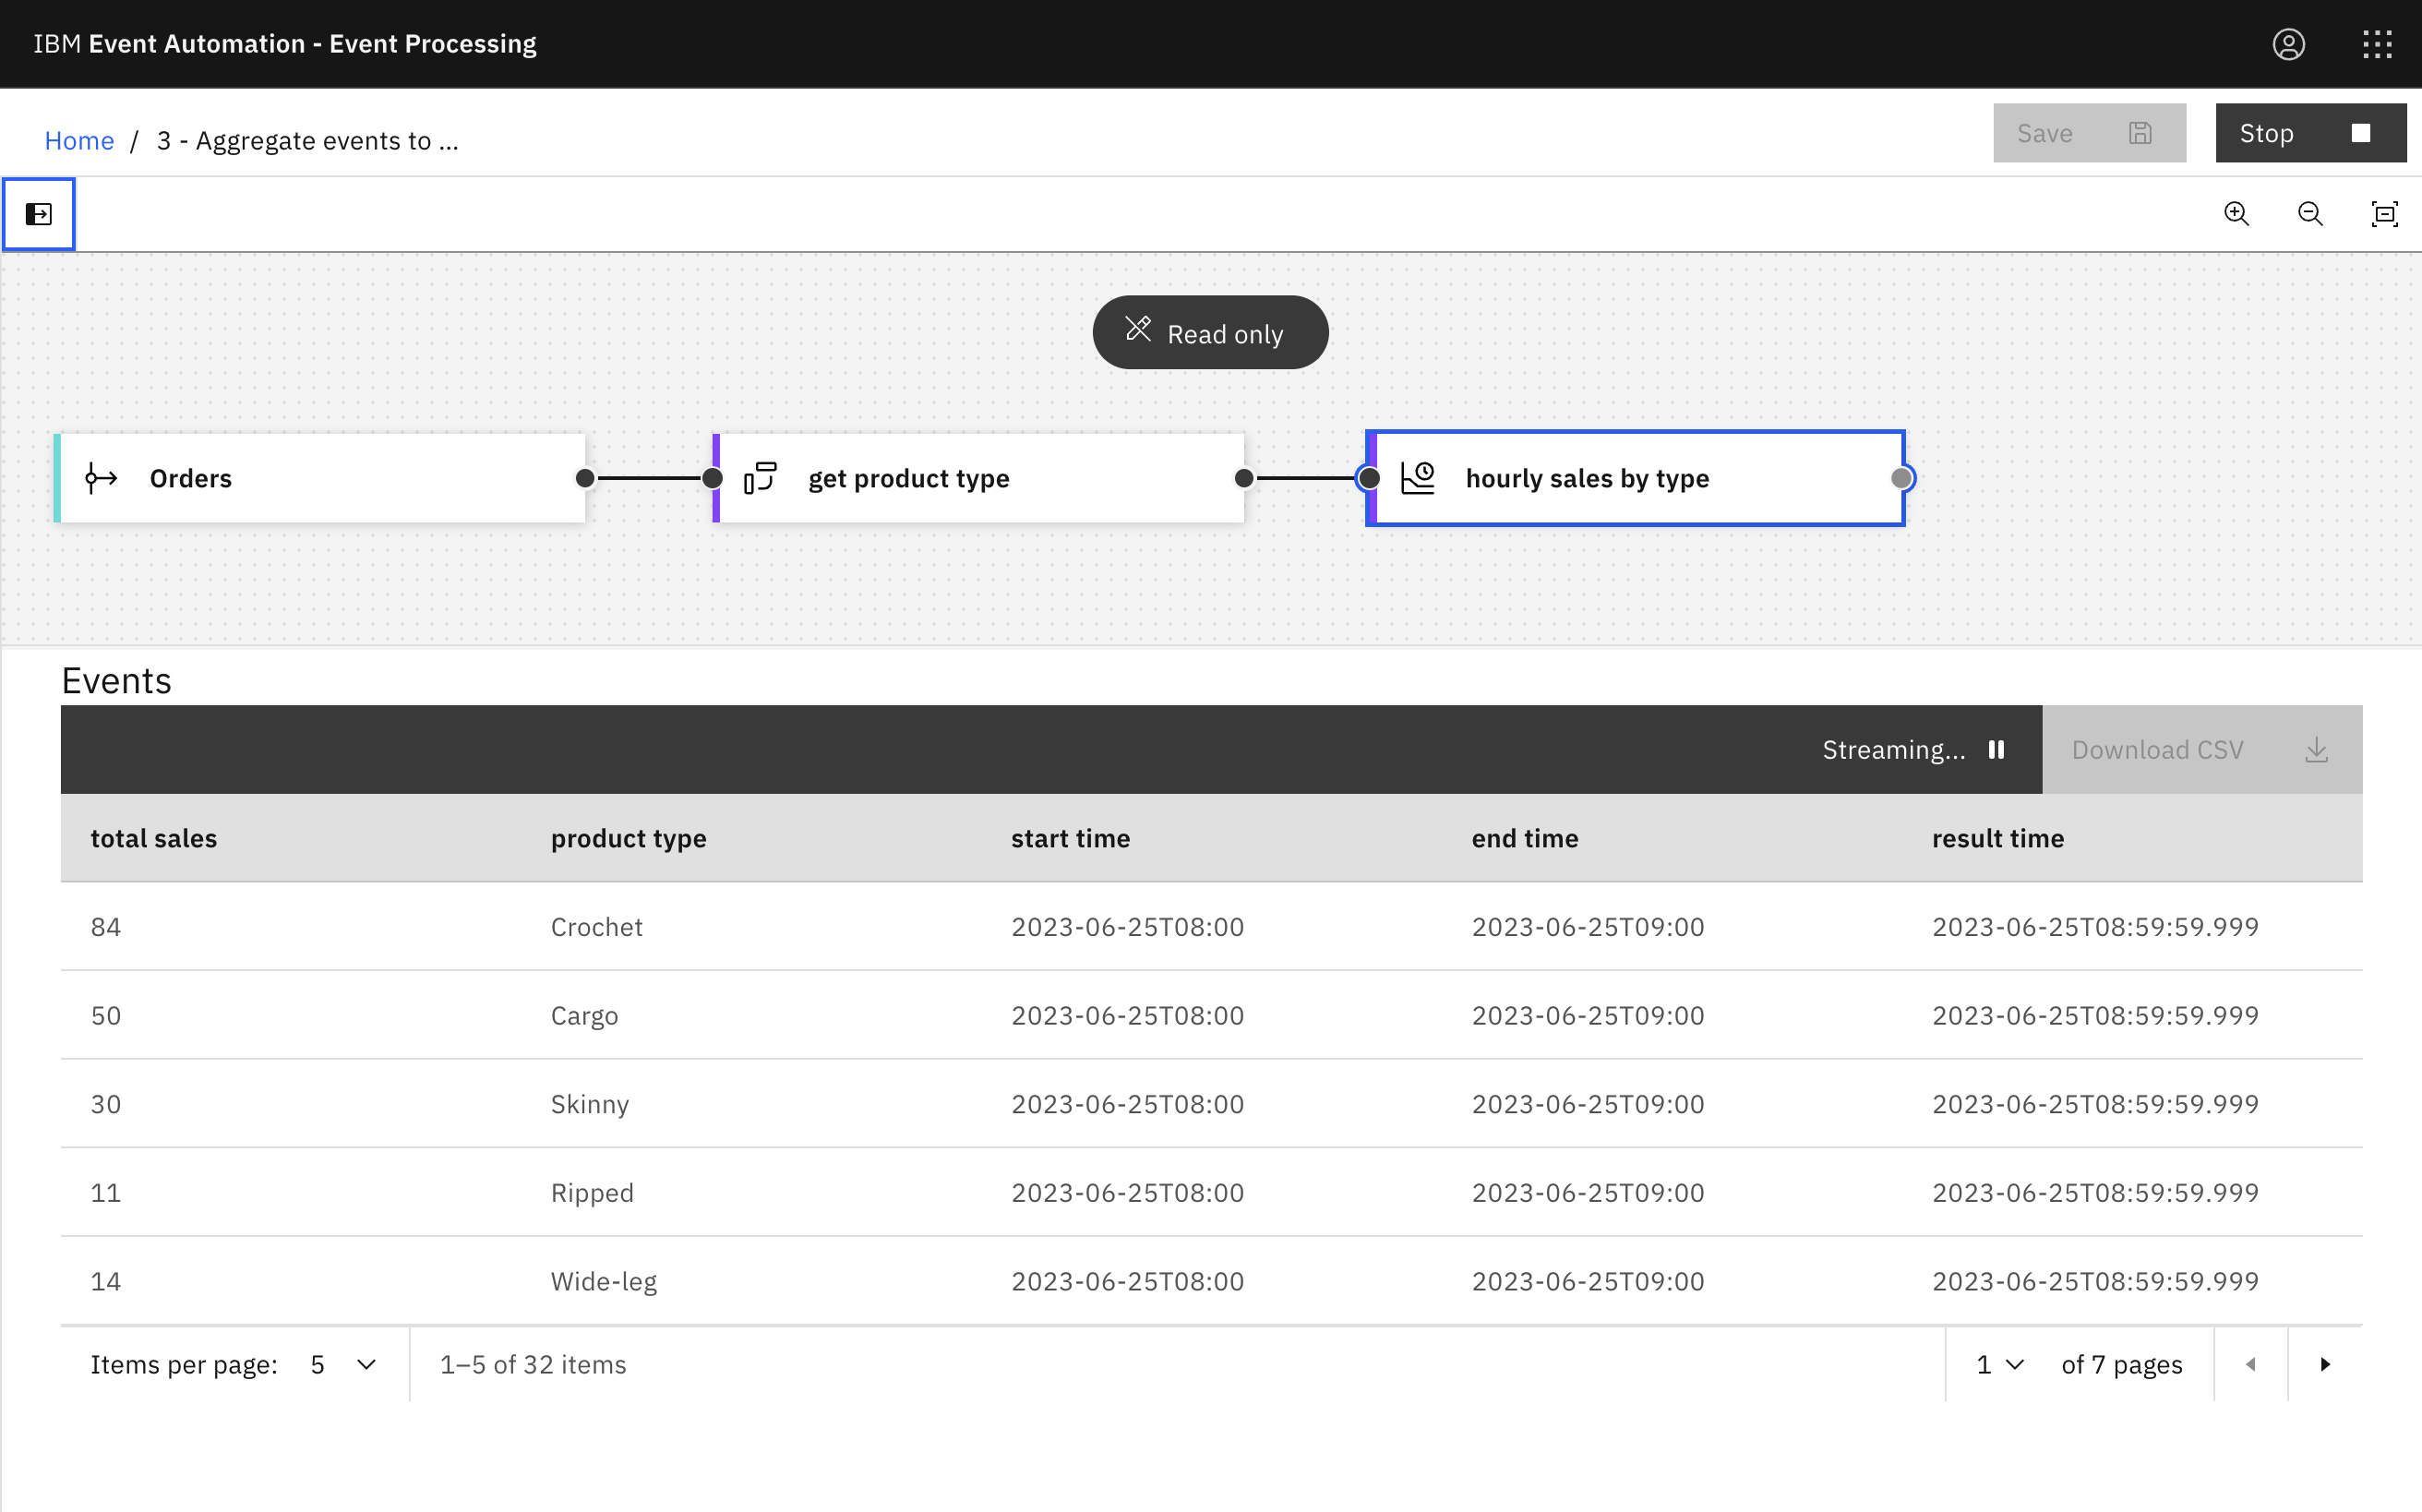 IBM Event Automation - Event Processing
Home / 3 - Aggregate events to ...
Save
Stop
Read only
Orders
get product type
hourly sales by type
Events
Streaming...
Download CSV
total sales product type start time end time result time
84 Crochet 2023-06-25T08:00 2023-06-25T09:00 2023-06-25T08:59:59.999
50 Cargo 2023-06-25T08:00 2023-06-25T09:00 2023-06-25T08:59:59.999
30 Skinny 2023-06-25T08:00 2023-06-25T09:00 2023-06-25T08:59:59.999
11 Ripped 2023-06-25T08:00 2023-06-25T09:00 2023-06-25T08:59:59.999
14 Wide-leg 2023-06-25T08:00 2023-06-25T09:00 2023-06-25T08:59:59.999
Items per page: 5 1–5 of 32 items 1 of 7 pages